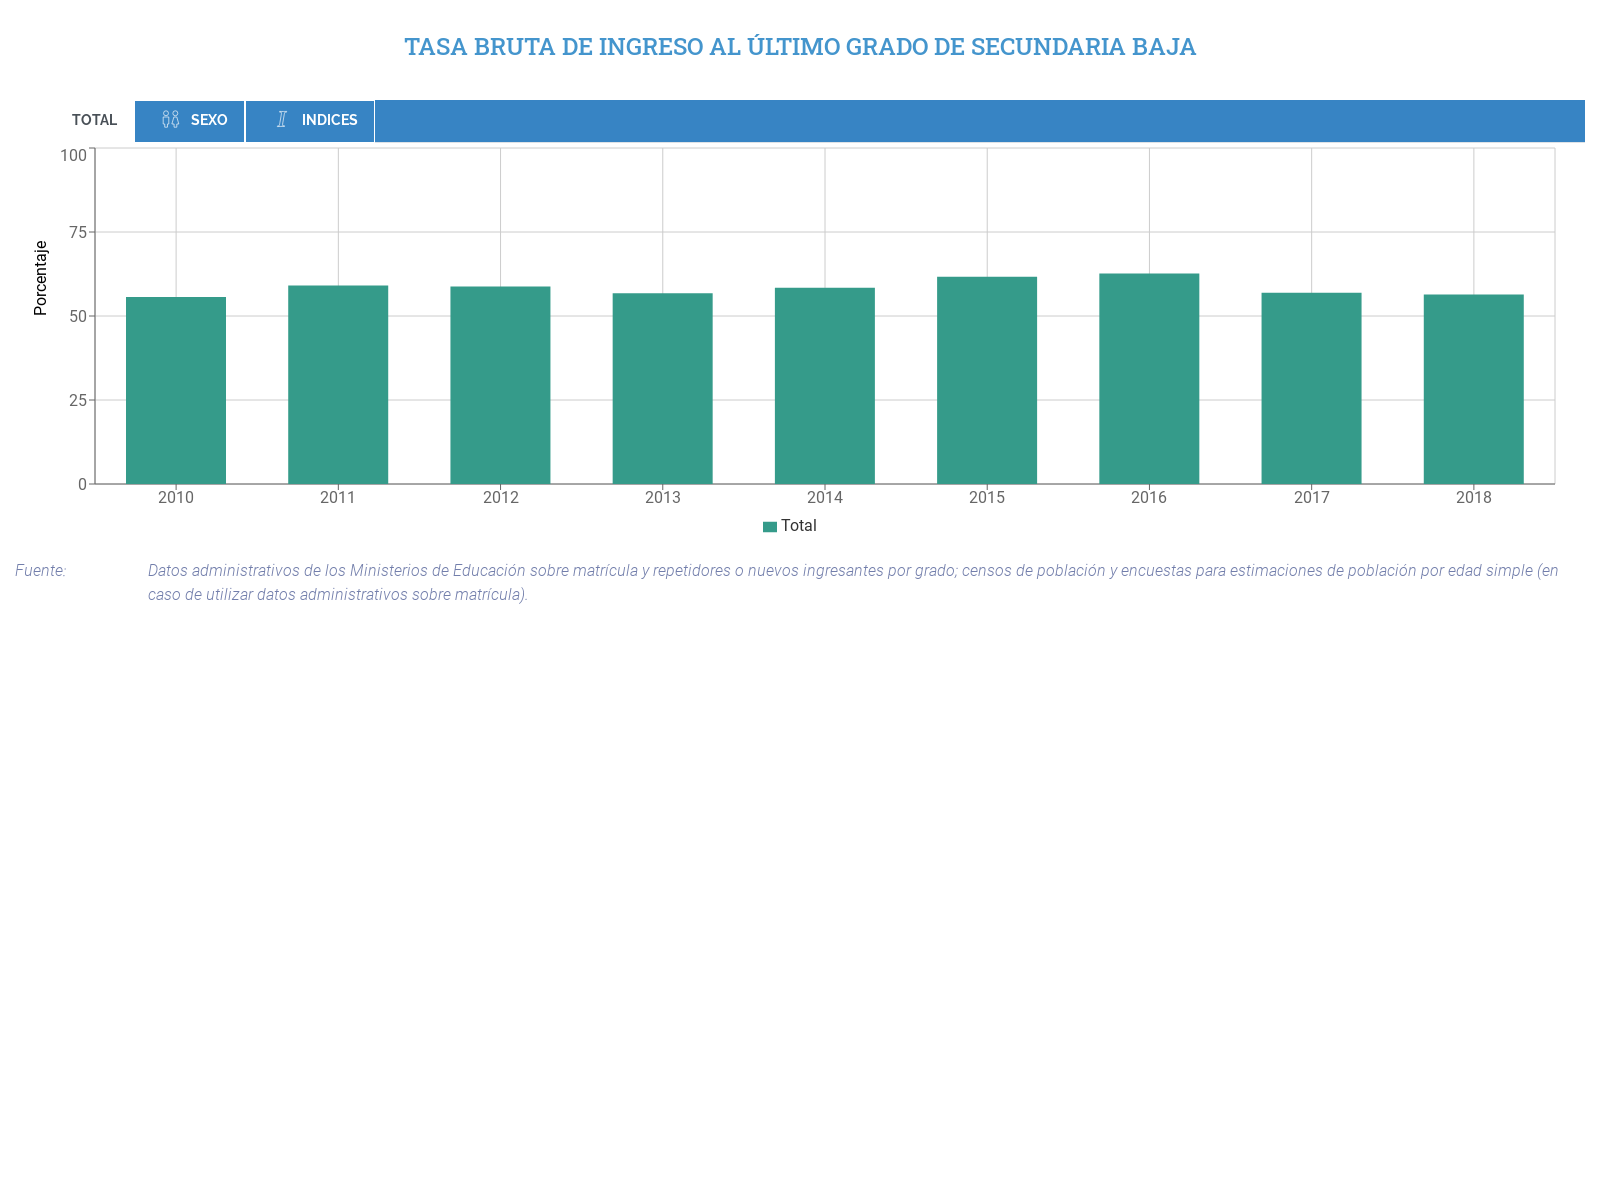 TASA BRUTA DE INGRESO AL ÚLTIMO GRADO DE SECUNDARIA BAJA
TOTAL SEXO INDICES
100
75
50
25
0
Porcentaje
2010 2011 2012 2013 2014 2015 2016 2017 2018
Total
Fuente: Datos administrativos de los Ministerios de Educación sobre matrícula y repetidores o nuevos ingresantes por grado; censos de población y encuestas para estimaciones de población por edad simple (en
caso de utilizar datos administrativos sobre matrícula).